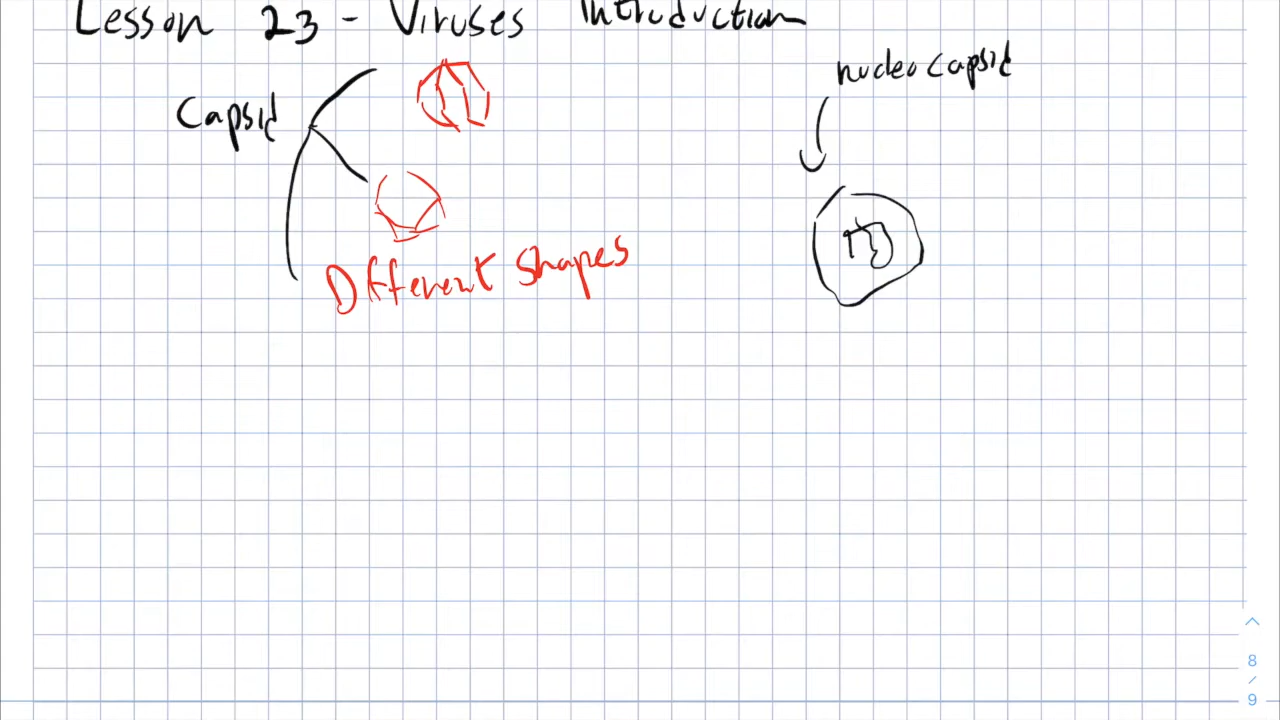 Lesson 23 - Viruses Introduction
nucleocapsid
Capsid
Different shapes
8
/
9